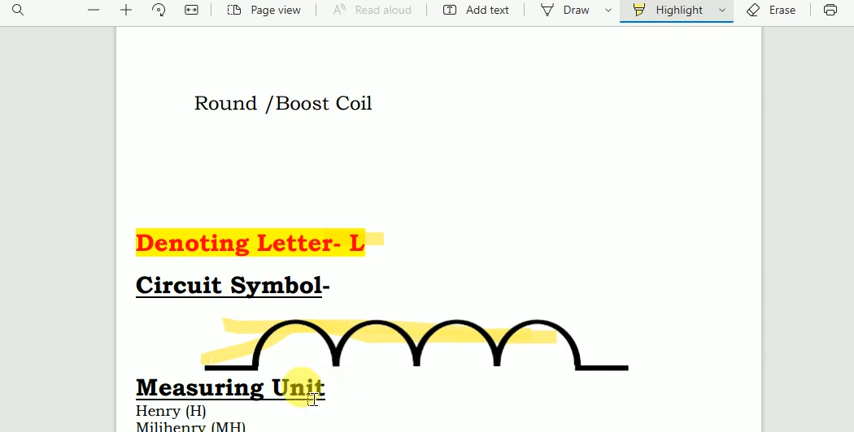 Page view
Read aloud
Add text
Draw
Highlight
Erase
Round /Boost Coil
Denoting Letter- L
Circuit Symbol-
Measuring Unit
Henry (H)
Milihenry (MH)